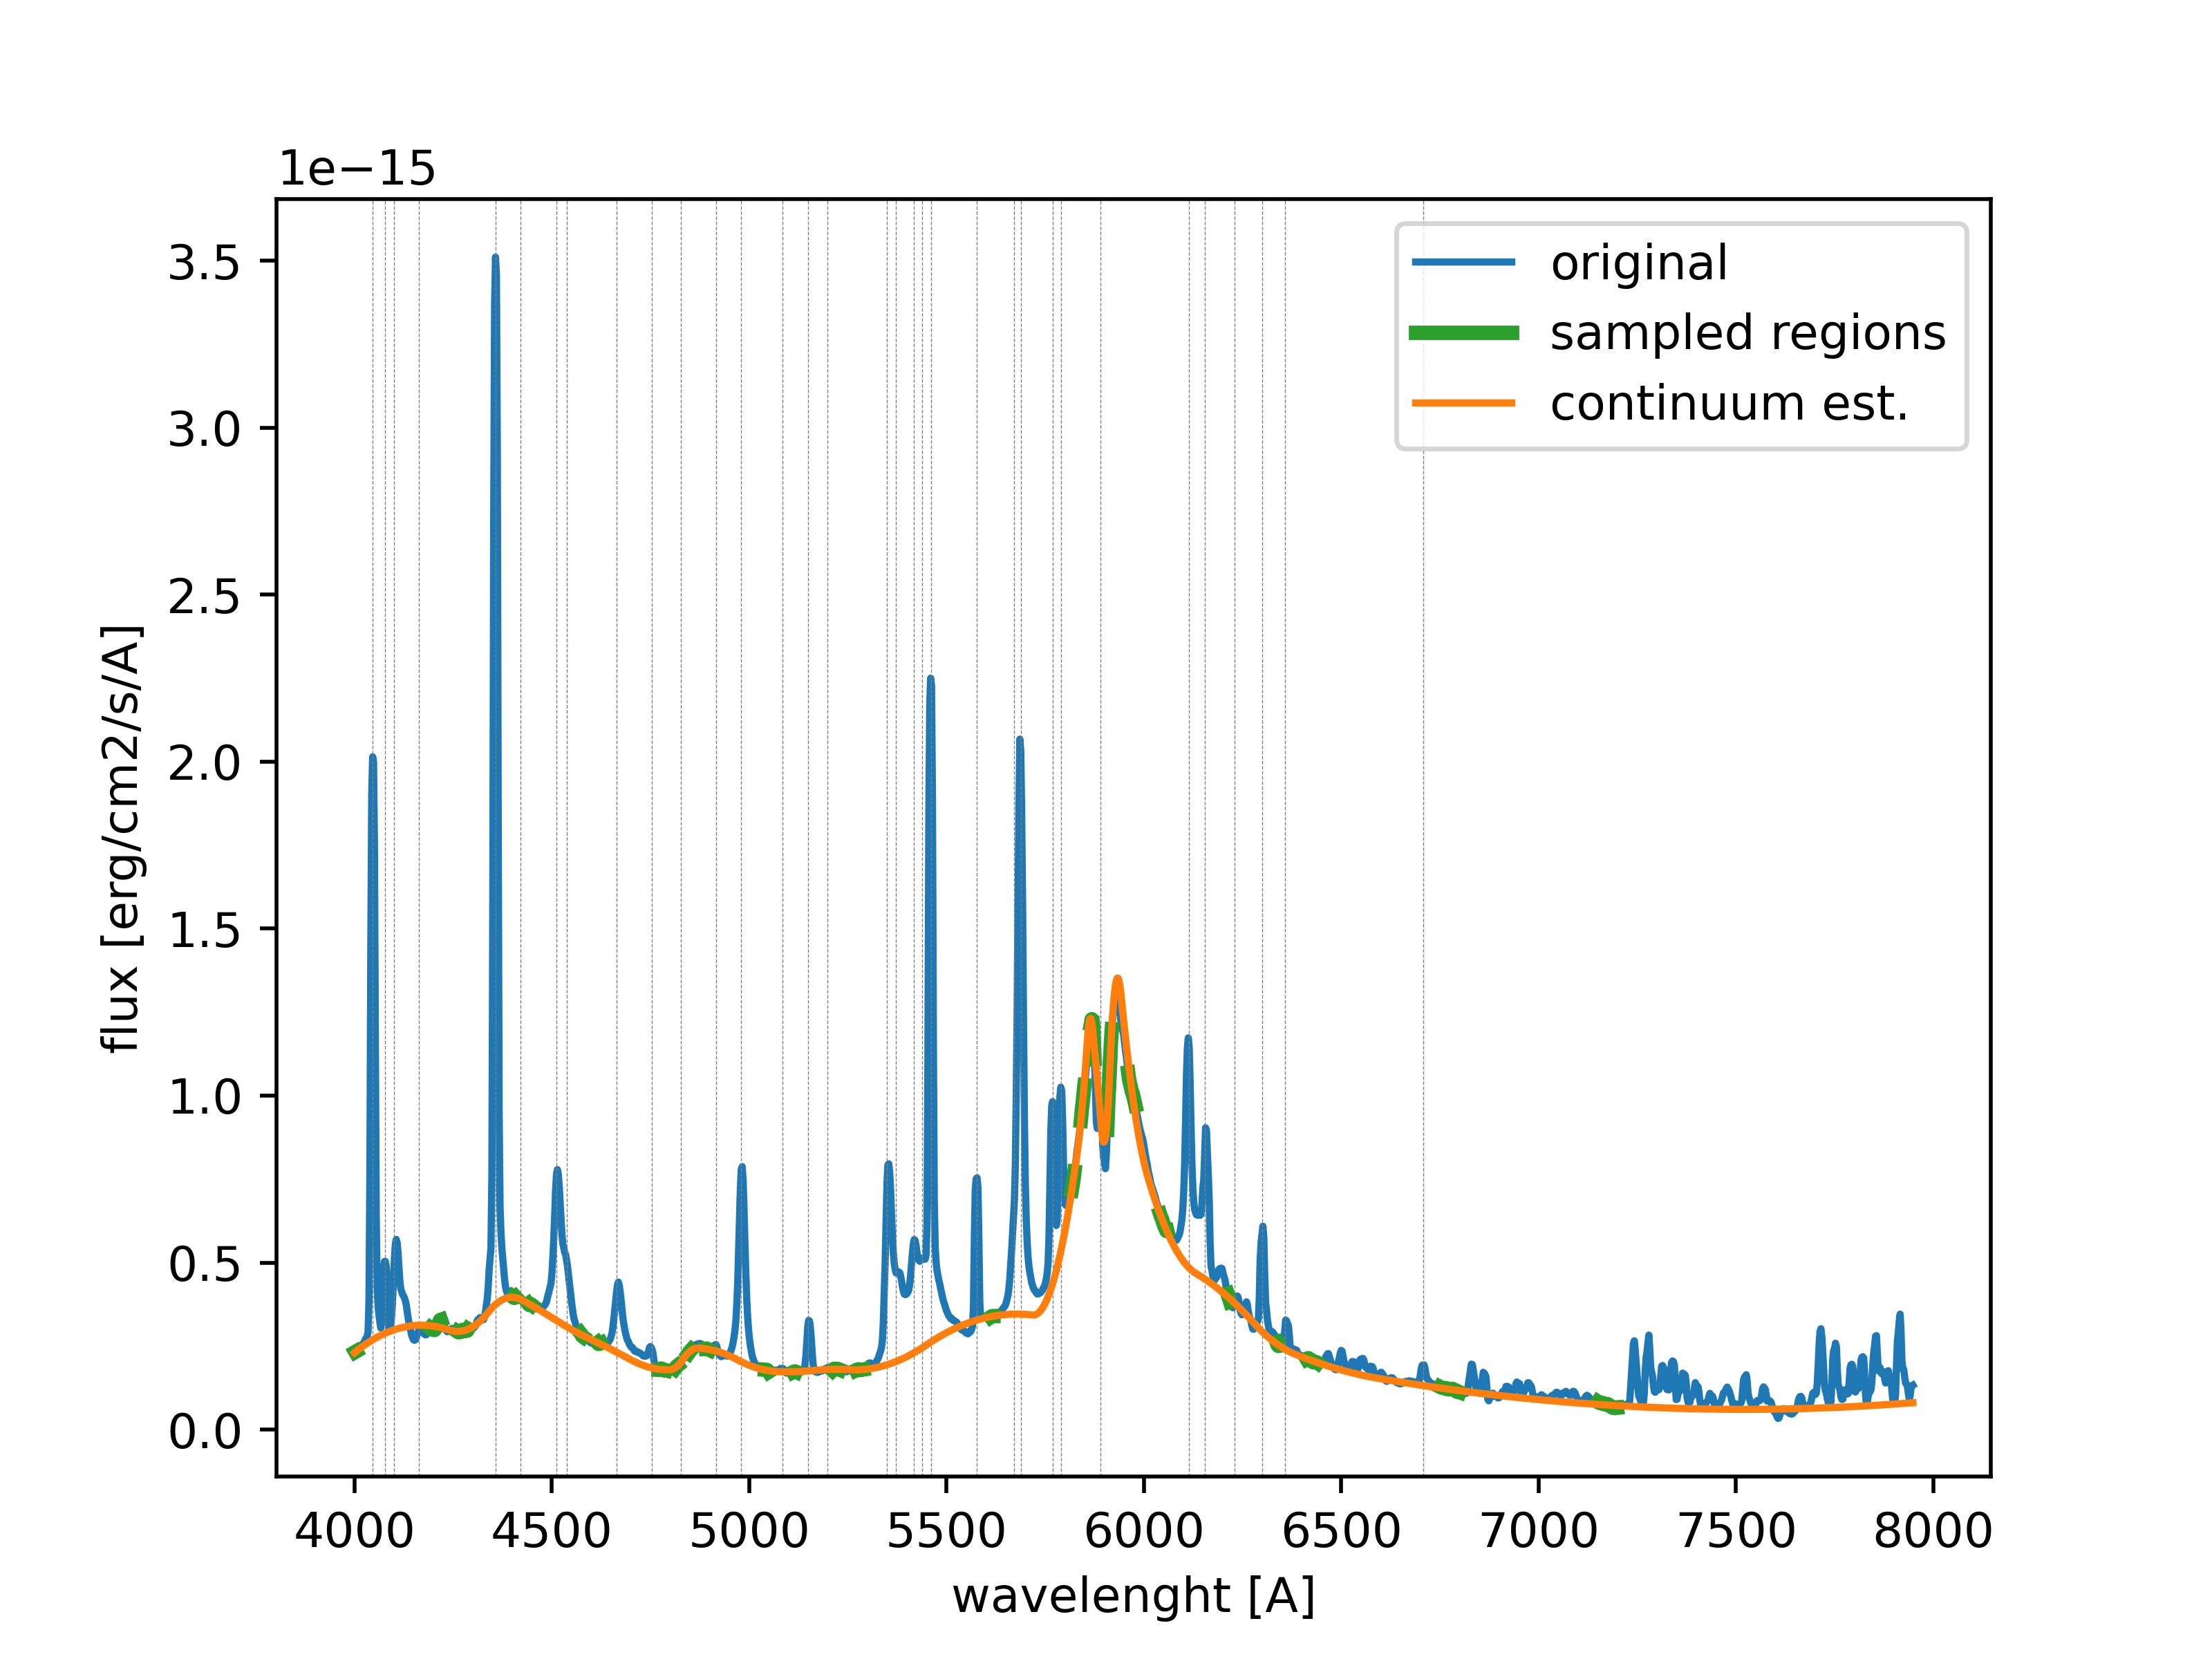 1e−15
3.5
3.0
2.5
2.0
1.5
1.0
0.5
0.0
flux [erg/cm2/s/A]
original
sampled regions
continuum est.
4000 4500 5000 5500 6000 6500 7000 7500 8000
wavelenght [A]